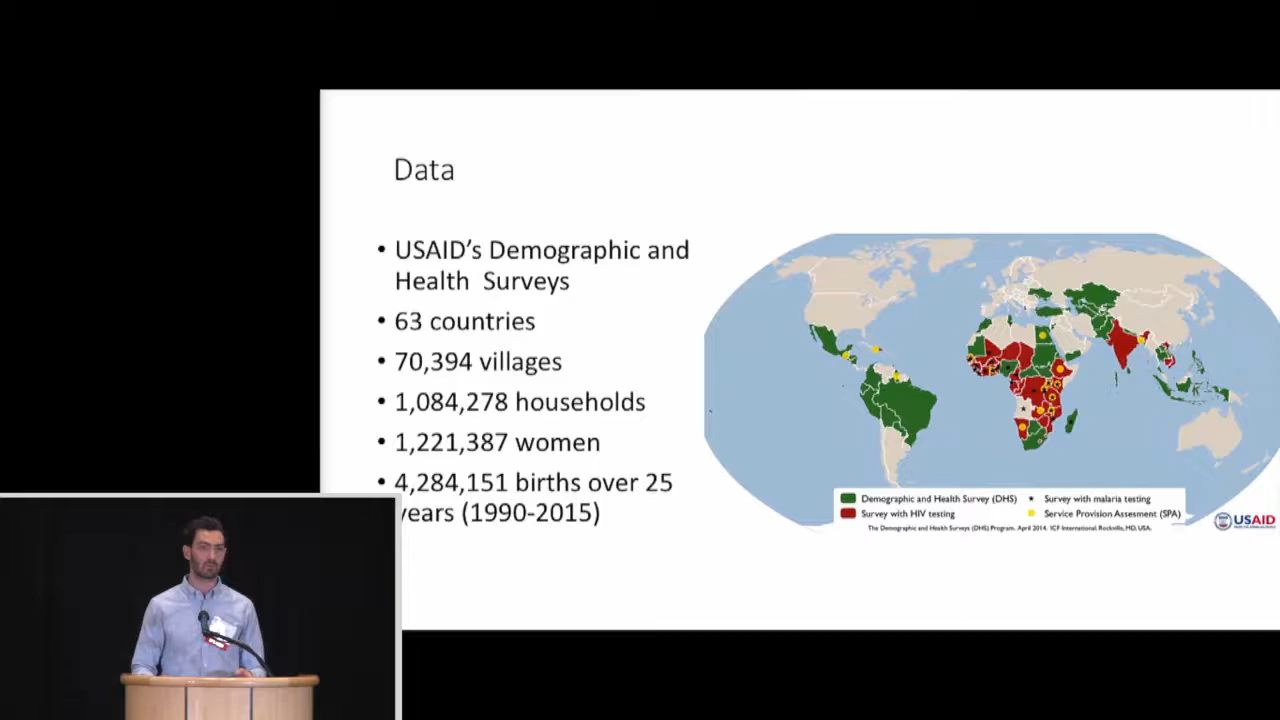 Data
• USAID's Demographic and
Health Surveys
• 63 countries
• 70,394 villages
• 1,084,278 households
• 1,221,387 women
• 4,284,151 births over 25
years (1990-2015)
Demographic and Health Survey (DHS)
Survey with HIV testing
Survey with malaria testing
Service Provision Assesment (SPA)
The Demographic and Health Surveys (DHS) Program. April 2014. ICF International, Rockville, MD, USA.
USAID